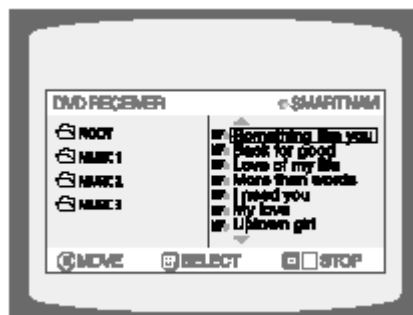 DVD RECEIVER SMARTNAVI
ROOT
MUSIC 1
MUSIC 2
MUSIC 3
Something like you
Back for good
Love of my life
More than words
I need you
My love
Uptown girl
MOVE SELECT STOP